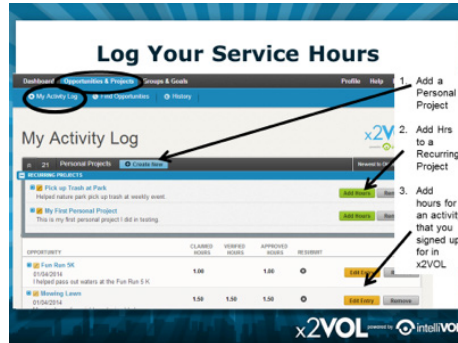 Log Your Service Hours
Dashboard Opportunities & Projects Groups & Goals Profile Help
My Activity Log Find Opportunities History
My Activity Log
x2V
21 Personal Projects Create New Newest to
RECURRING PROJECTS
Pick up Trash at Park
Helped nature park pick up trash at weekly event
Add Hours
My First Personal Project
This is my first personal project I did in testing
Add Hours
OPPORTUNITY CLAIMED HOURS VERIFIED HOURS APPROVED HOURS RESUBMIT
Fun Run 5K
01/04/2014
I helped pass out waters at the Fun Run 5 K
1.00 1.00 Edit Entry
Mowing Lawn
01/04/2014
1.50 1.50 1.50 Edit Entry Remove
1. Add a
Personal
Project
2. Add Hrs
to a
Recurring
Project
3. Add
hours for
an activit
that you
signed up
for in
x2VOL
x2VOL powered by intelliVO